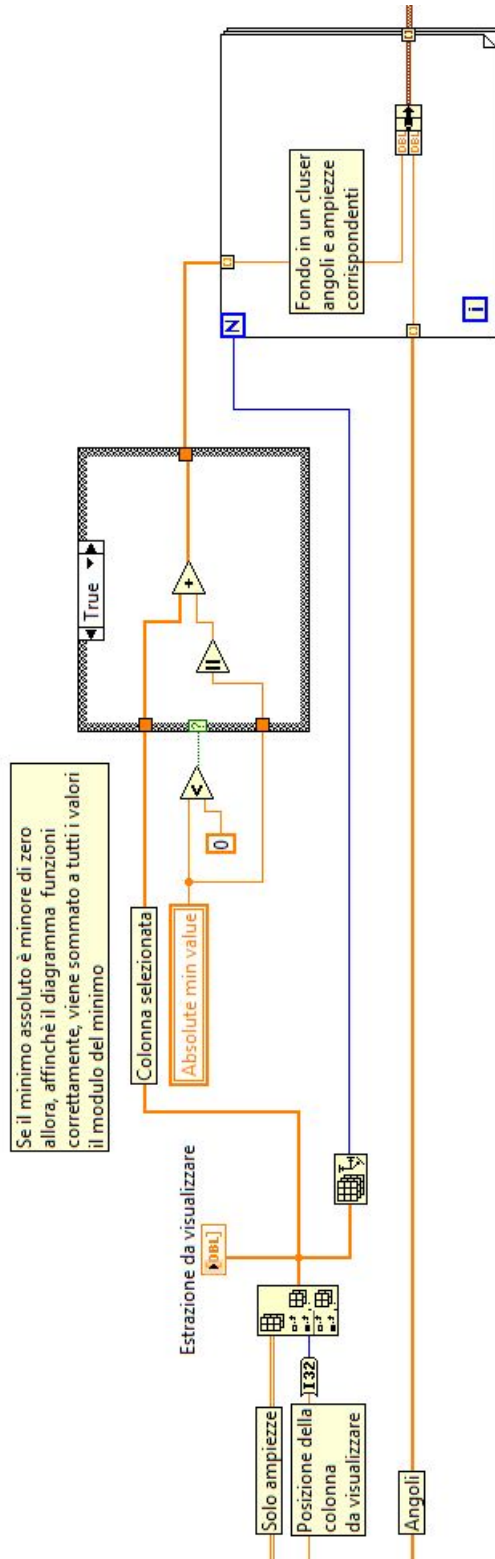 Se il minimo assoluto è minore di zero
allora, affinchè il diagramma funzioni
correttamente, viene sommato a tutti i valori
il modulo del minimo
Estrazione da visualizzare
DBL]
Solo ampiezze
Posizione della
colonna
da visualizzare
I32
Angoli
Colonna selezionata
Absolute min value
0
<
?
True
||
+
N
Fondo in un cluser
angoli e ampiezze
corrispondenti
DBL
DBL
i